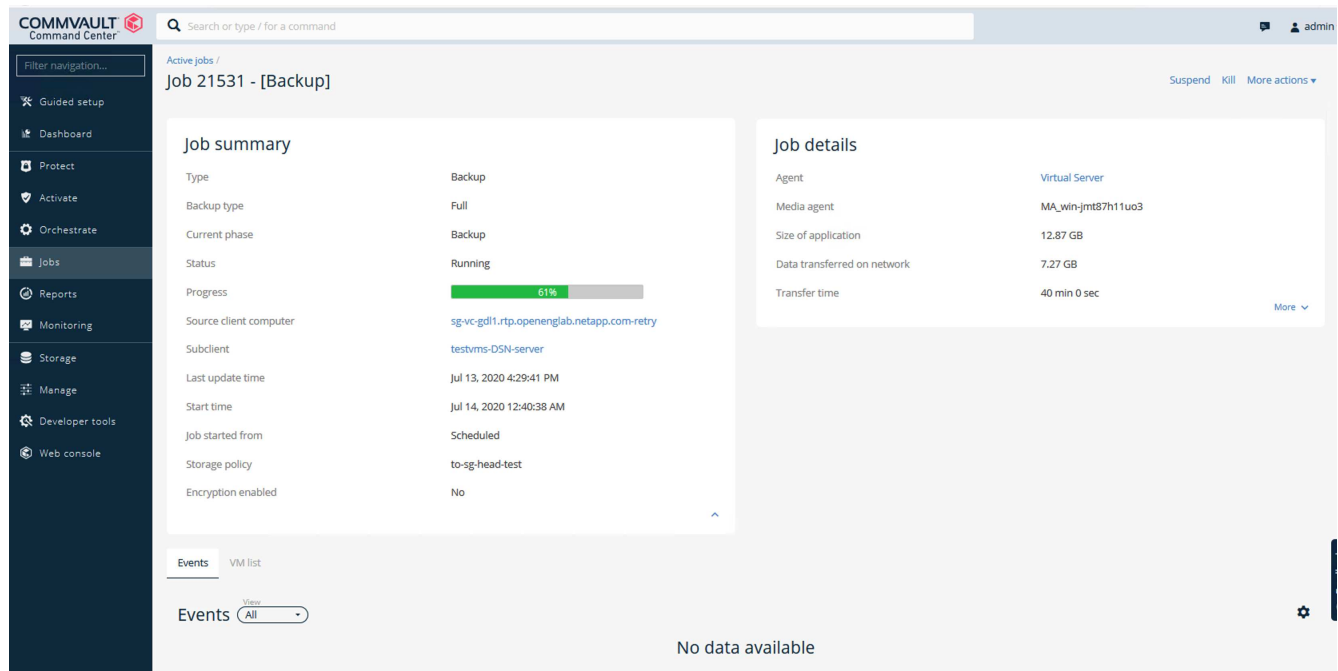 COMMVAULT
Command Center™
Search or type / for a command
admin
Filter navigation...
Guided setup
Dashboard
Protect
Activate
Orchestrate
Jobs
Reports
Monitoring
Storage
Manage
Developer tools
Web console
Active jobs /
Job 21531 - [Backup]
Suspend Kill More actions
Job summary
Type Backup
Backup type Full
Current phase Backup
Status Running
Progress 61%
Source client computer sg-vc-gdl1.rtp.openenglab.netapp.com-retry
Subclient testvms-DSN-server
Last update time Jul 13, 2020 4:29:41 PM
Start time Jul 14, 2020 12:40:38 AM
Job started from Scheduled
Storage policy to-sg-head-test
Encryption enabled No
Job details
Agent Virtual Server
Media agent MA_win-jmt87h11uo3
Size of application 12.87 GB
Data transferred on network 7.27 GB
Transfer time 40 min 0 sec
More
Events VM list
Events
View
All
No data available